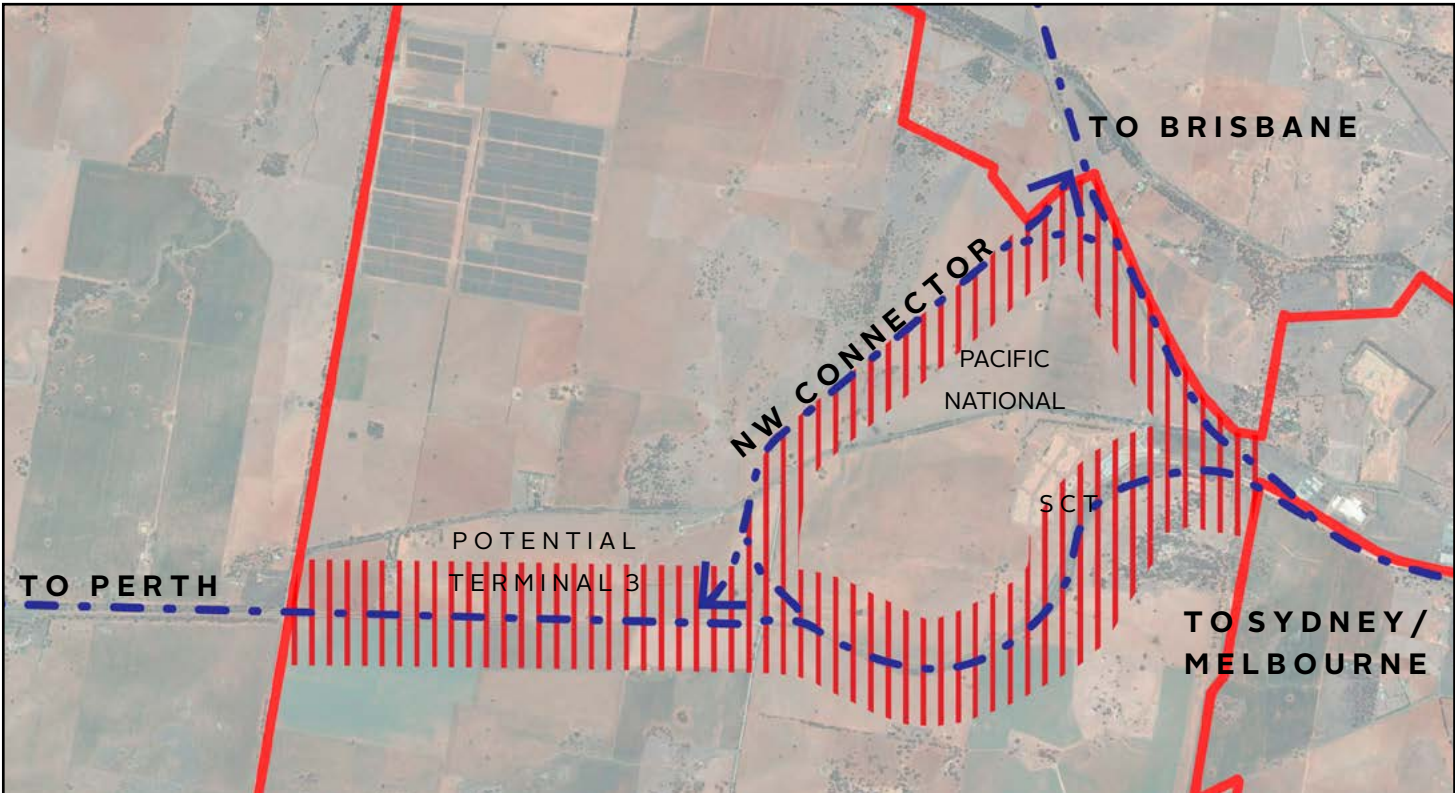 TO BRISBANE
NW CONNECTOR
PACIFIC
NATIONAL
SCT
POTENTIAL
TERMINAL 3
TO PERTH
TO SYDNEY/
MELBOURNE